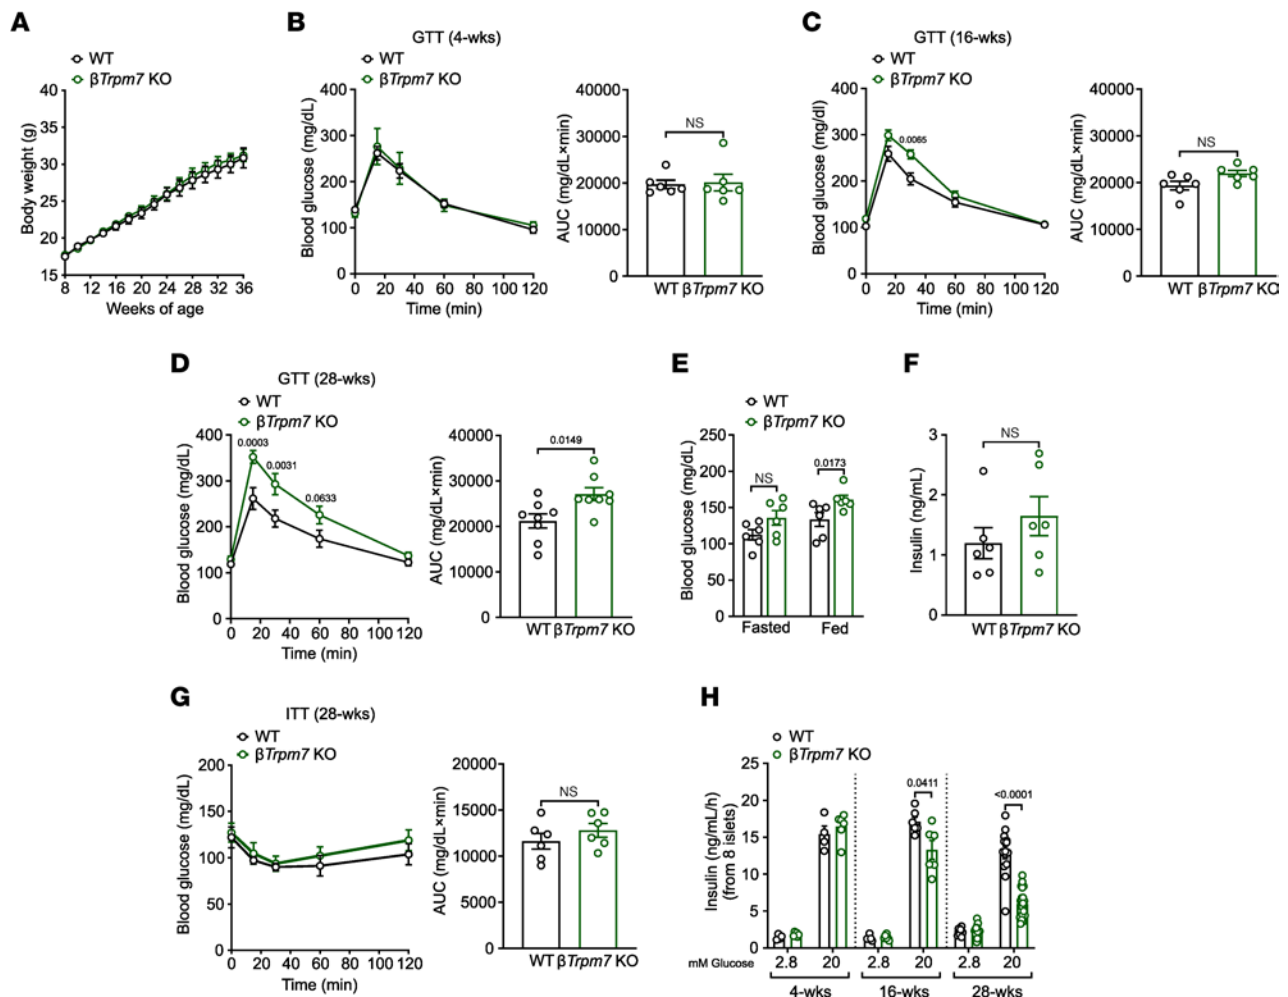 A
WT
βTrpm7 KO
Body weight (g)
40
35
30
25
20
15
8 12 16 20 24 28 32 36
Weeks of age
B
GTT (4-wks)
WT
βTrpm7 KO
Blood glucose (mg/dL)
400
300
200
100
0
0 20 40 60 80 100 120
Time (min)
AUC (mg/dL×min)
40000
30000
20000
10000
0
NS
WT βTrpm7 KO
C
GTT (16-wks)
WT
βTrpm7 KO
Blood glucose (mg/dl)
400
300
200
100
0
0.0065
0 20 40 60 80 100 120
Time (min)
AUC (mg/dL×min)
40000
30000
20000
10000
0
NS
WT βTrpm7 KO
D
GTT (28-wks)
WT
βTrpm7 KO
Blood glucose (mg/dL)
400
300
200
100
0
0.0003
0.0031
0.0633
0 20 40 60 80 100 120
Time (min)
AUC (mg/dL×min)
40000
30000
20000
10000
0
0.0149
WT βTrpm7 KO
E
WT
βTrpm7 KO
Blood glucose (mg/dL)
250
200
150
100
50
0
NS
0.0173
Fasted Fed
F
Insulin (ng/mL)
3
2
1
0
NS
WT βTrpm7 KO
G
ITT (28-wks)
WT
βTrpm7 KO
Blood glucose (mg/dL)
200
150
100
50
0
0 20 40 60 80 100 120
Time (min)
AUC (mg/dL×min)
20000
15000
10000
5000
0
NS
WT βTrpm7 KO
H
WT
βTrpm7 KO
Insulin (ng/mL/h)
(from 8 islets)
25
20
15
10
5
0
0.0411
<0.0001
mM Glucose 2.8 20 2.8 20 2.8 20
4-wks 16-wks 28-wks